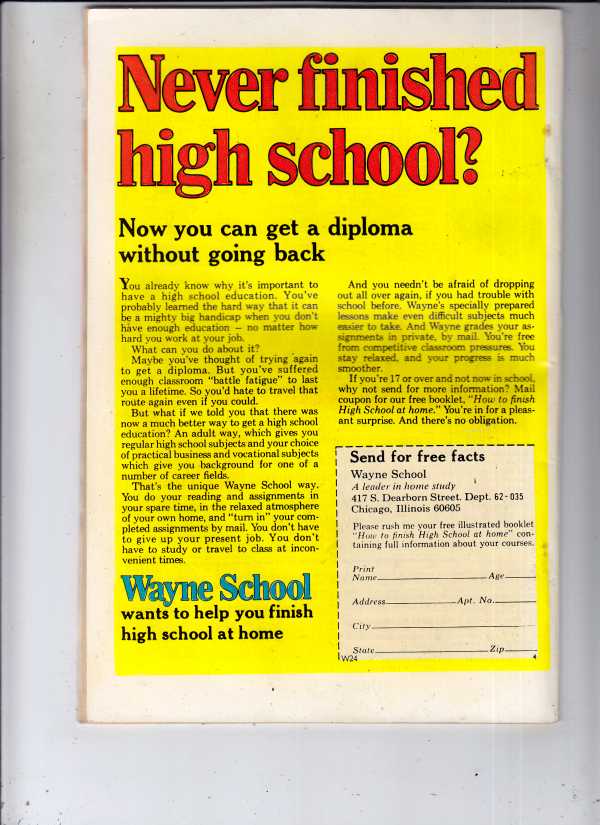 Never finished
high school?
Now you can get a diploma
without going back
You already know why it's important to
have a high school education. You've
probably learned the hard way that it can
be a mighty big handicap when you don't
have enough education — no matter how
hard you work at your job.
What can you do about it?
Maybe you've thought of trying again
to get a diploma. But you've suffered
enough classroom "battle fatigue" to last
you a lifetime. So you'd hate to travel that
route again even if you could.
But what if we told you that there was
now a much better way to get a high school
education? An adult way, which gives you
regular high school subjects and your choice
of practical business and vocational subjects
which give you background for one of a
number of career fields.
That's the unique Wayne School way.
You do your reading and assignments in
your spare time, in the relaxed atmosphere
of your own home, and "turn in" your com-
pleted assignments by mail. You don't have
to give up your present job. You don't
have to study or travel to class at incon-
venient times.
Wayne School
wants to help you finish
high school at home
And you needn't be afraid of dropping
out all over again, if you had trouble with
school before. Wayne's specially prepared
lessons make even difficult subjects much
easier to take. And Wayne grades your as-
signments in private, by mail. You're free
from competitive classroom pressures. You
stay relaxed, and your progress is much
smoother.
If you're 17 or over and not now in school,
why not send for more information? Mail
coupon for our free booklet, "How to finish
High School at home." You're in for a pleas-
ant surprise. And there's no obligation.
Send for free facts
Wayne School
A leader in home study
417 S. Dearborn Street. Dept. 62-035
Chicago, Illinois 60605
Please rush me your free illustrated booklet
"How to finish High School at home" con-
taining full information about your courses.
Print
Name Age
Address Apt. No.
City
State Zip
W24 4